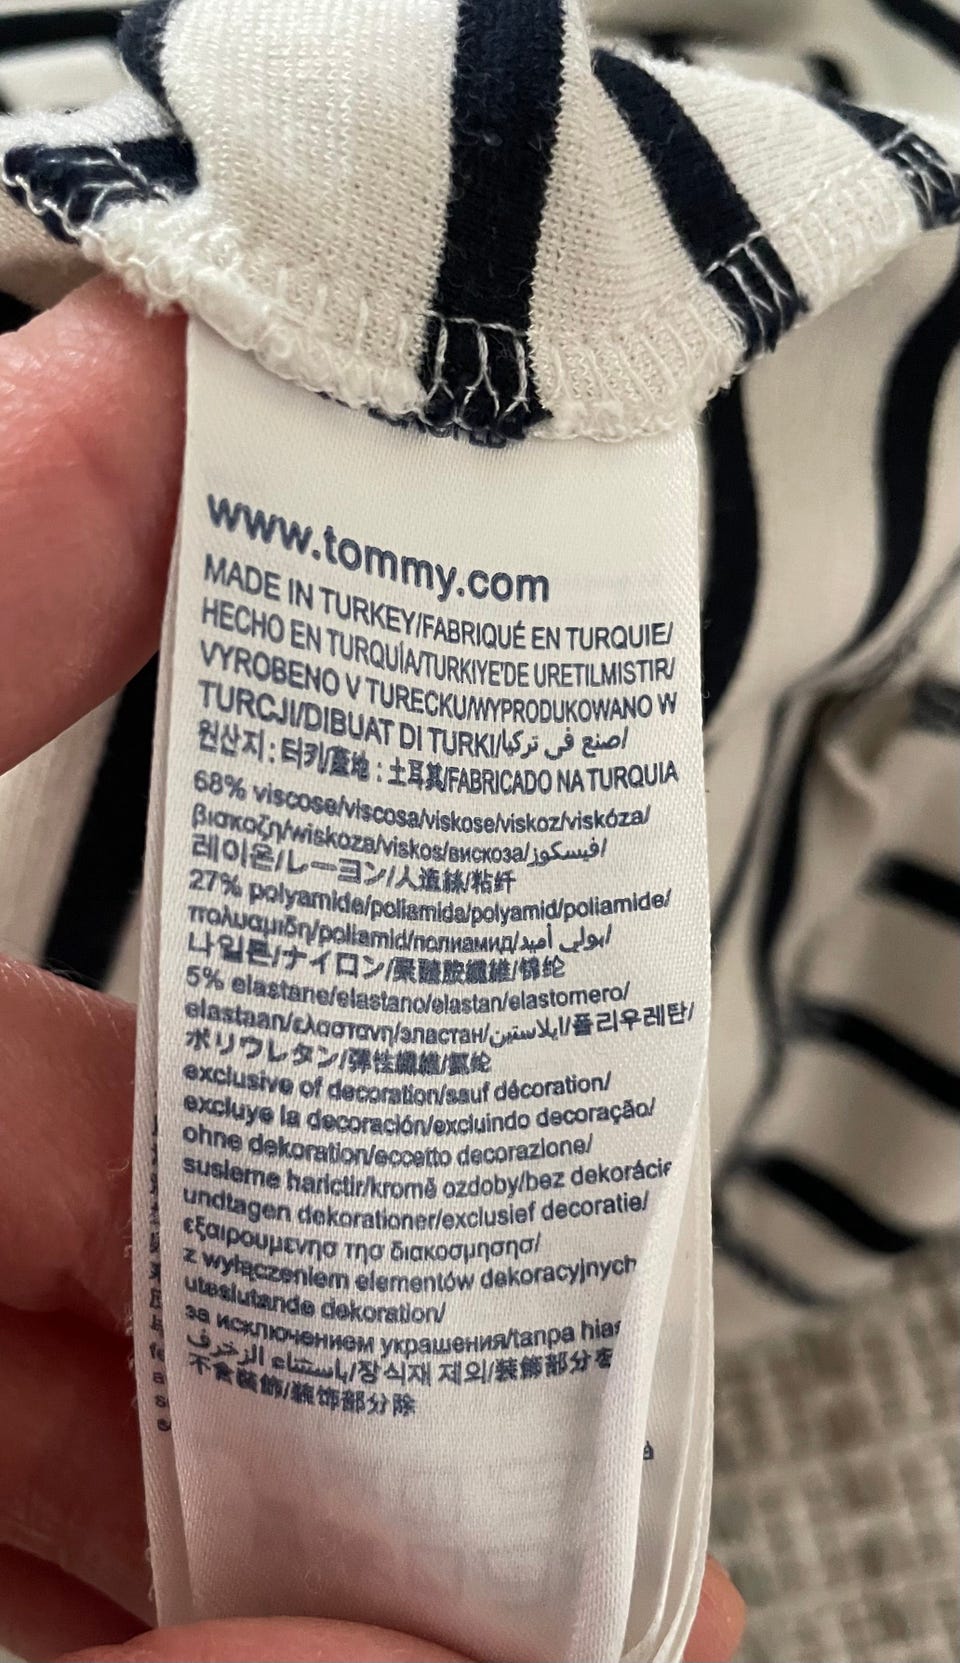 www.tommy.com
MADE IN TURKEY/FABRIQUÉ EN TURQUIE/
HECHO EN TURQUÍA/TURKIYE'DE URETILMISTIR/
VYROBENO V TURECKU/WYPRODUKOWANO W
TURCJI/DIBUAT DI TURKI/صنع في تركيا/
원산지 : 터키/產地 : 土耳其/FABRICADO NA TURQUIA
68% viscose/viscosa/viskose/viskoz/viskóza/
βισκοζη/wiskoza/viskos/вискоза/فيسكوز/
레이온/レーヨン/人造絲/粘纤
27% polyamide/poliamida/polyamid/poliamide/
πολυαμιδη/poliamid/полиамид/بولي أميد/
나일론/ナイロン/聚醯胺纖維/锦纶
5% elastane/elastano/elastan/elastomero/
elastaan/ελαστανη/эластан/ايلاستين/폴리우레탄/
ポリウレタン/彈性纖維/氨纶
exclusive of decoration/sauf décoration/
excluye la decoración/excluindo decoração/
ohne dekoration/eccetto decorazione/
susleme harictir/kromě ozdoby/bez dekorácie
undtagen dekorationer/exclusief decoratie/
εξαιρουμενησ τησ διακοσμησησ/
z wyłączeniem elementów dekoracyjnych
uteslutande dekoration/
за исключением украшения/tanpa hias
باستثناء الزخرف/장식재 제외/装飾部分を
不含裝飾/装饰部分除